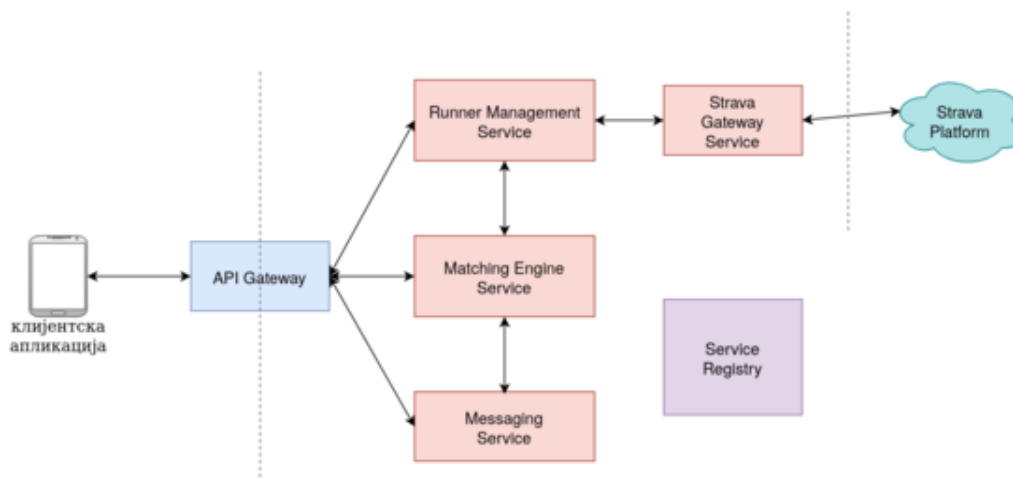 Runner Management
Service
Strava
Gateway
Service
Strava
Platform
API Gateway
Matching Engine
Service
клијентска
апликација
Service
Registry
Messaging
Service